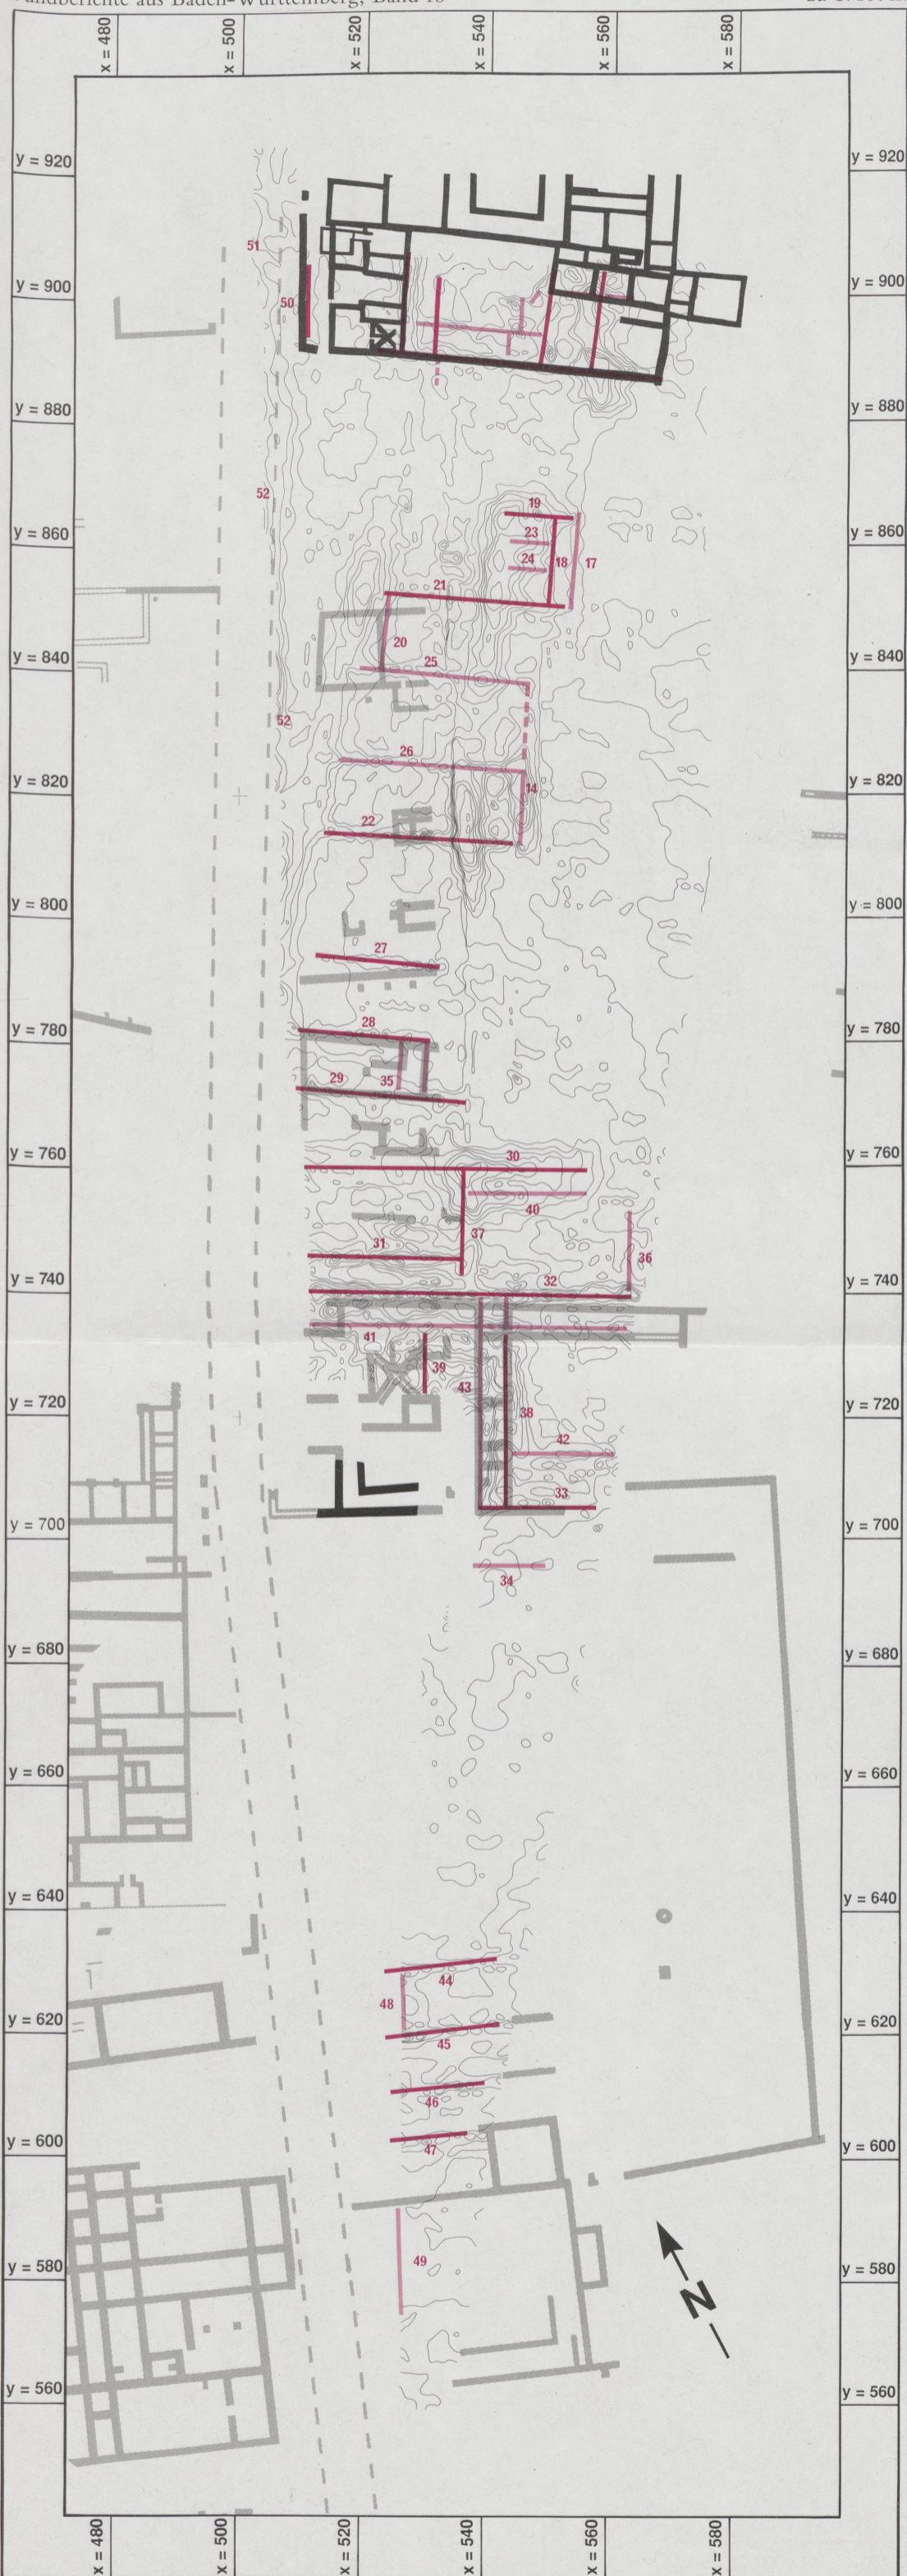 Fundberichte aus Baden-Württemberg, Band 18
x = 480
x = 500
x = 520
x = 540
x = 560
x = 580
y = 920
y = 920
51
y = 900
50
y = 900
y = 880
y = 880
52
19
y = 860
23
y = 860
24
18
17
21
20
y = 840
25
y = 840
52
26
y = 820
14
y = 820
22
y = 800
y = 800
27
y = 780
28
y = 780
29
35
y = 760
30
y = 760
40
37
31
36
y = 740
32
y = 740
41
39
43
y = 720
38
y = 720
42
33
y = 700
y = 700
34
y = 680
y = 680
y = 660
y = 660
y = 640
y = 640
44
48
y = 620
y = 620
45
46
y = 600
47
y = 600
49
y = 580
y = 580
N
y = 560
y = 560
x = 480
x = 500
x = 520
x = 540
x = 560
x = 580